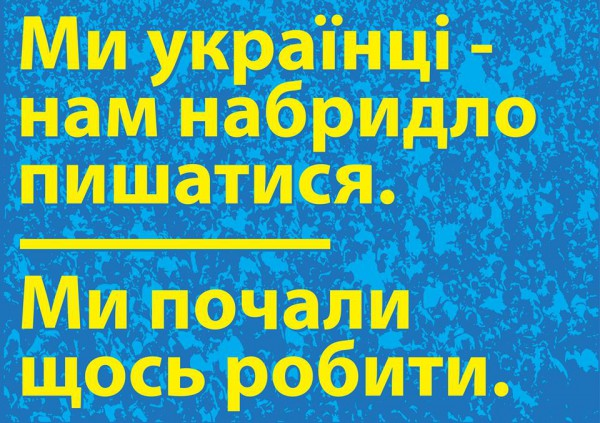 Ми українці -
нам набридло
пишатися.
Ми почали
щось робити.